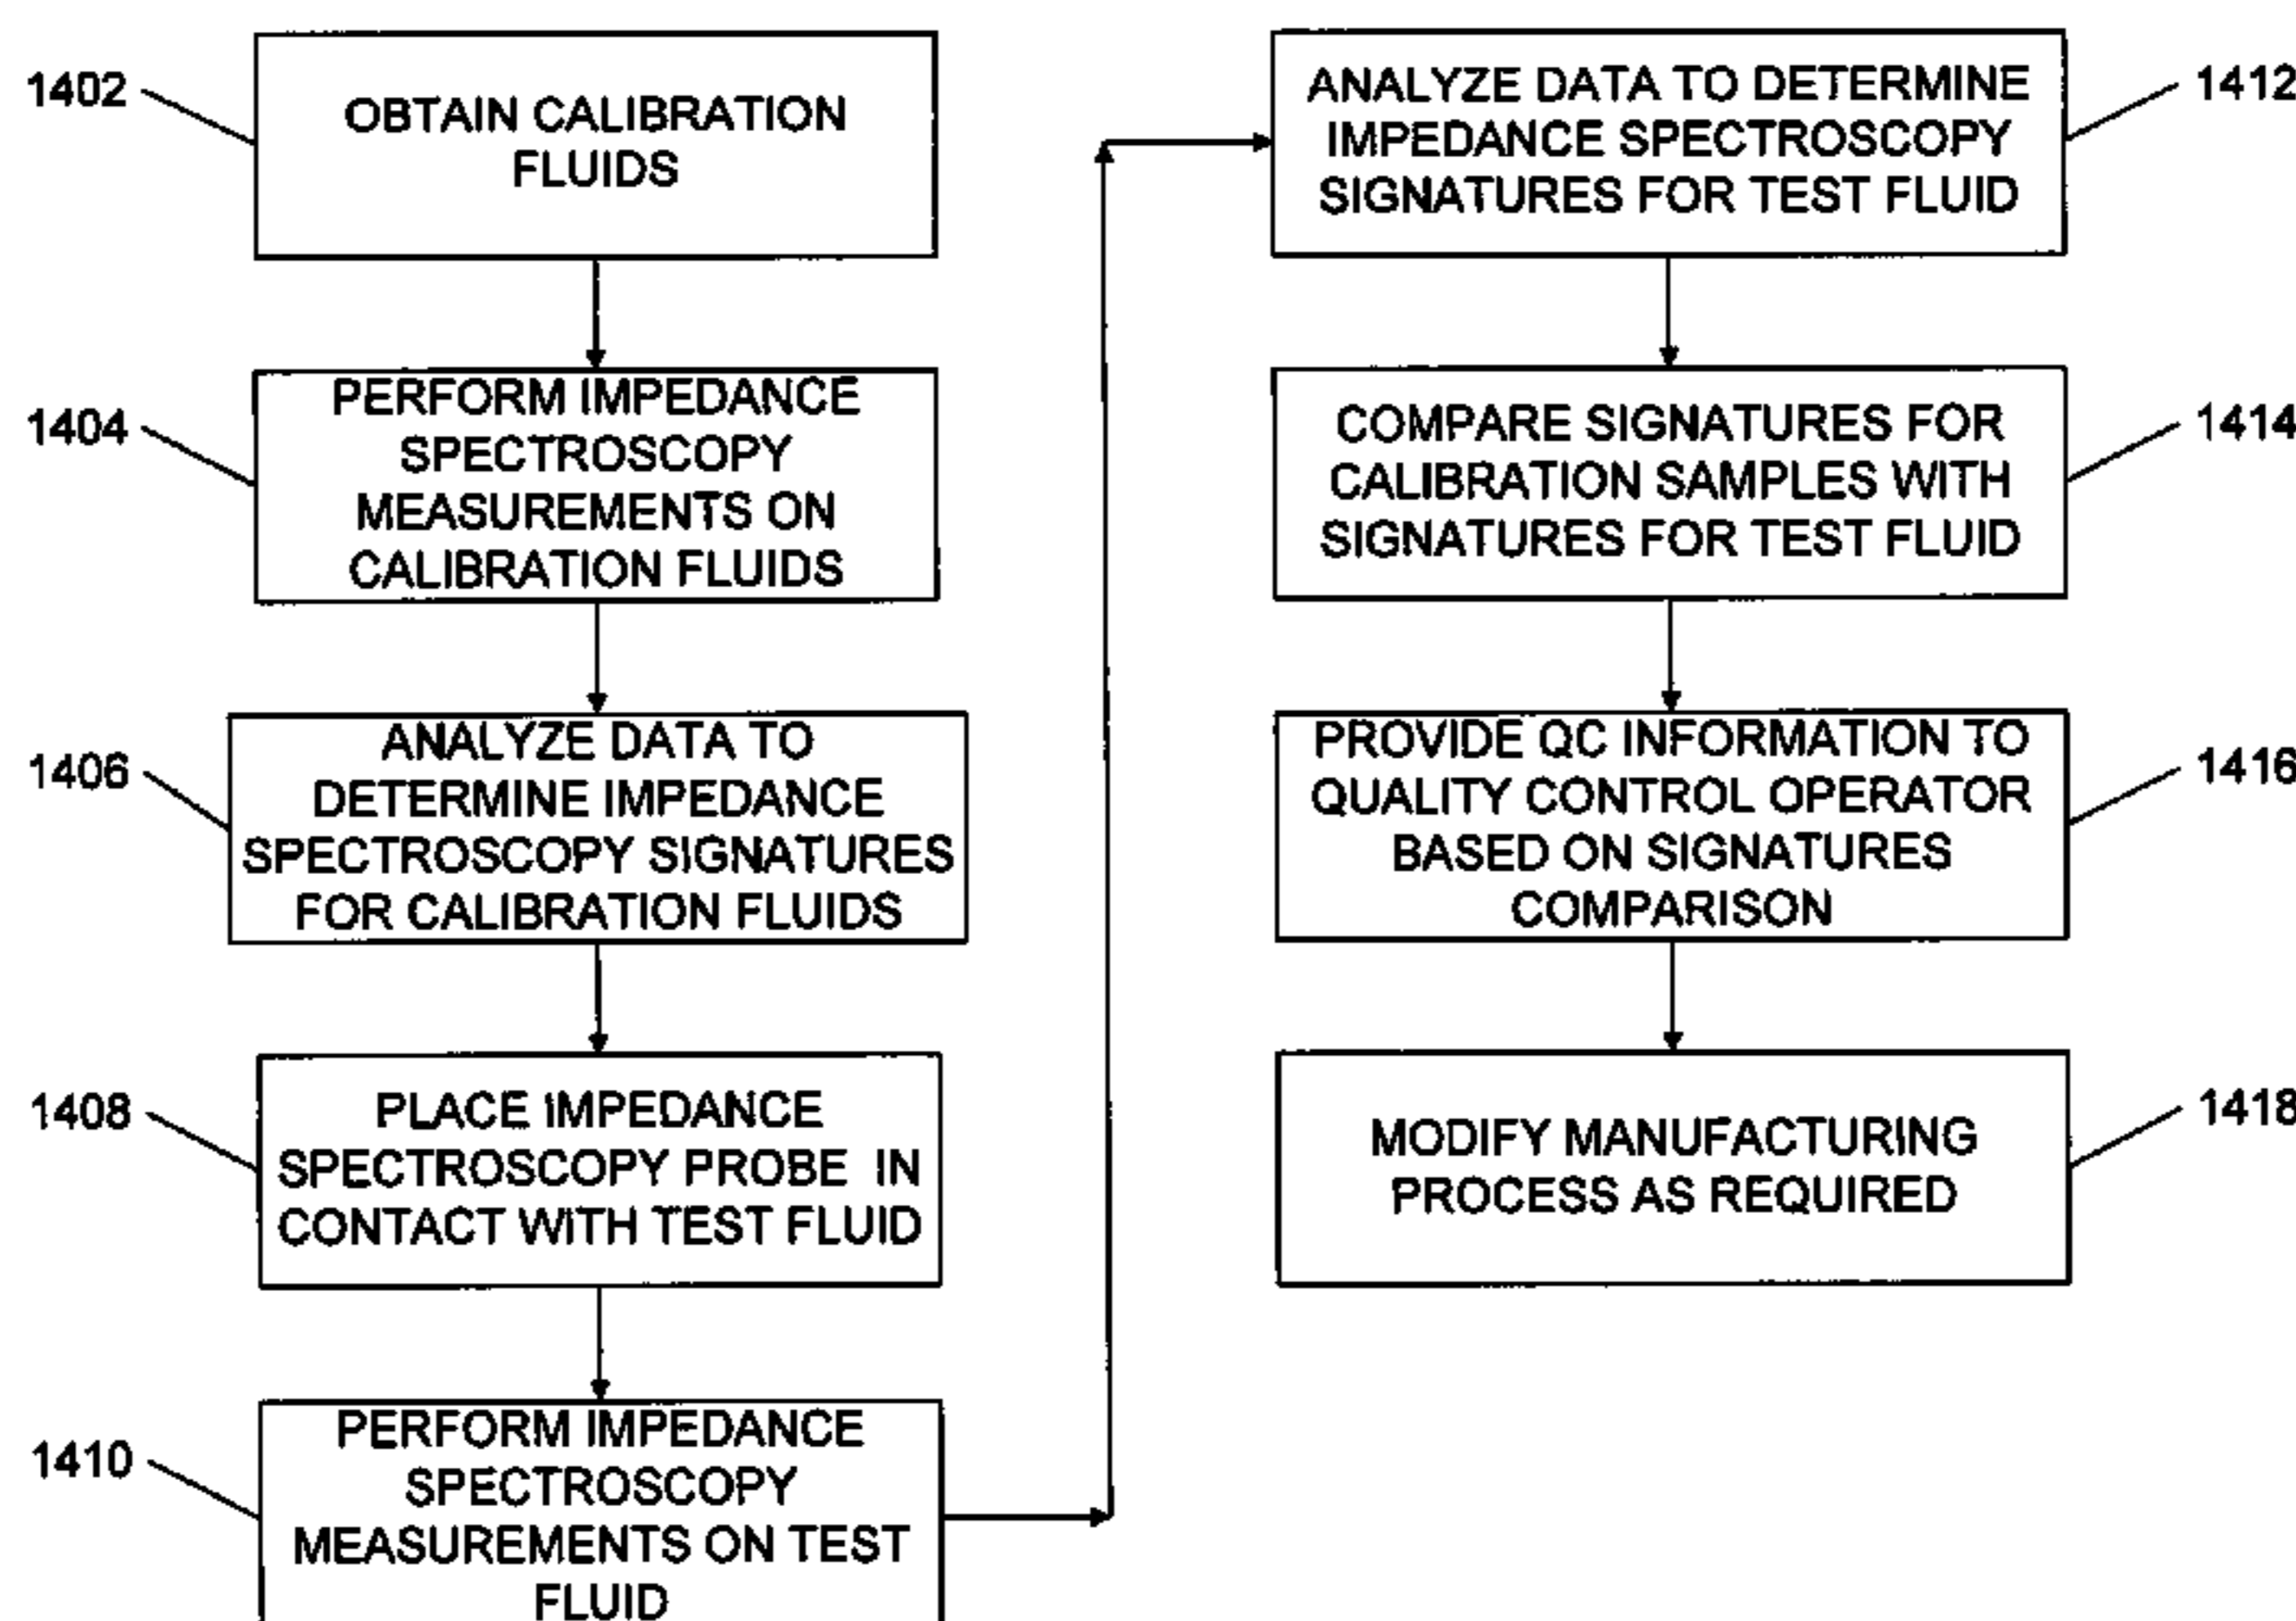 1402
OBTAIN CALIBRATION
FLUIDS
1404
PERFORM IMPEDANCE
SPECTROSCOPY
MEASUREMENTS ON
CALIBRATION FLUIDS
1406
ANALYZE DATA TO
DETERMINE IMPEDANCE
SPECTROSCOPY SIGNATURES
FOR CALIBRATION FLUIDS
1408
PLACE IMPEDANCE
SPECTROSCOPY PROBE IN
CONTACT WITH TEST FLUID
1410
PERFORM IMPEDANCE
SPECTROSCOPY
MEASUREMENTS ON TEST
FLUID
ANALYZE DATA TO DETERMINE
IMPEDANCE SPECTROSCOPY
SIGNATURES FOR TEST FLUID
1412
COMPARE SIGNATURES FOR
CALIBRATION SAMPLES WITH
SIGNATURES FOR TEST FLUID
1414
PROVIDE QC INFORMATION TO
QUALITY CONTROL OPERATOR
BASED ON SIGNATURES
COMPARISON
1416
MODIFY MANUFACTURING
PROCESS AS REQUIRED
1418